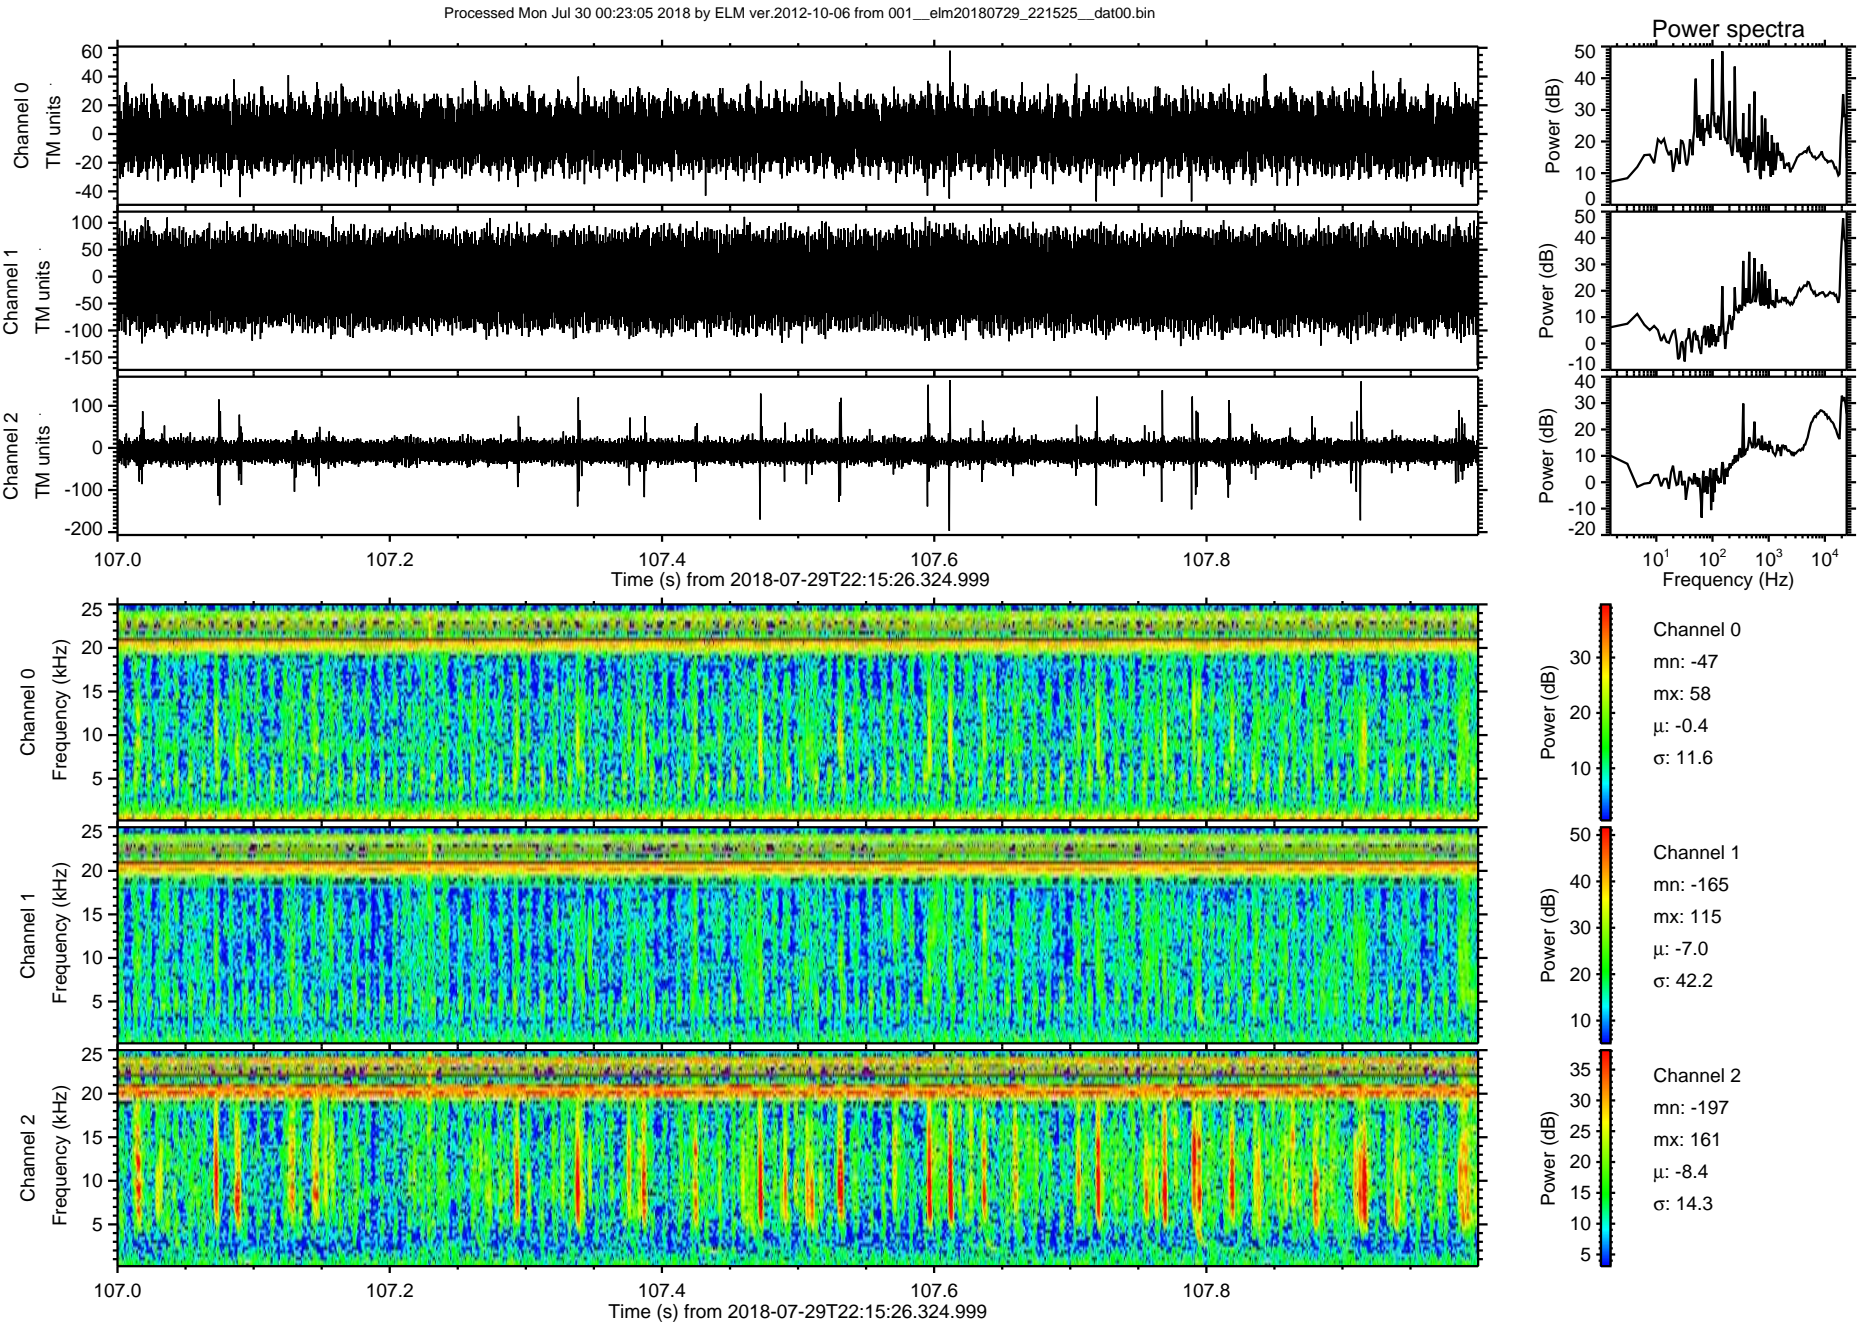 Processed Mon Jul 30 00:23:05 2018 by ELM ver.2012-10-06 from 001__elm20180729_221525__dat00.bin
Power spectra
Channel 0
TM units
60
40
20
0
-20
-40
Power (dB)
50
40
30
20
10
0
Channel 1
TM units
100
50
0
-50
-100
-150
Power (dB)
50
40
30
20
10
0
-10
Channel 2
TM units
100
0
-100
-200
Power (dB)
40
30
20
10
0
-10
-20
107.0 107.2 107.4 107.6 107.8
Time (s) from 2018-07-29T22:15:26.324.999
10^1 10^2 10^3 10^4
Frequency (Hz)
Channel 0
Frequency (kHz)
25
20
15
10
5
Power (dB)
30
20
10
Channel 0
mn: -47
mx: 58
μ: -0.4
σ: 11.6
Channel 1
Frequency (kHz)
25
20
15
10
5
Power (dB)
50
40
30
20
10
Channel 1
mn: -165
mx: 115
μ: -7.0
σ: 42.2
Channel 2
Frequency (kHz)
25
20
15
10
5
Power (dB)
35
30
25
20
15
10
5
Channel 2
mn: -197
mx: 161
μ: -8.4
σ: 14.3
107.0 107.2 107.4 107.6 107.8
Time (s) from 2018-07-29T22:15:26.324.999